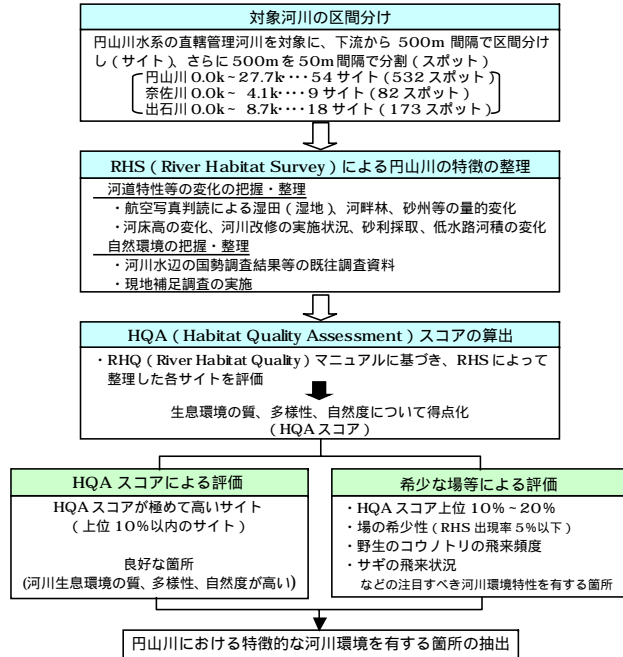 対象河川の区間分け
円山川水系の直轄管理河川を対象に、下流から 500m 間隔で区間分け
し(サイト)、さらに 500m を 50m 間隔で分割(スポット)
円山川 0.0k~27.7k････54 サイト(532 スポット)
奈佐川 0.0k~ 4.1k････ 9 サイト(82 スポット)
出石川 0.0k~ 8.7k････18 サイト(173 スポット)
RHS(River Habitat Survey)による円山川の特徴の整理
河道特性等の変化の把握・整理
・航空写真判読による湿田(湿地)、河畔林、砂州等の量的変化
・河床高の変化、河川改修の実施状況、砂利採取、低水路河積の変化
自然環境の把握・整理
・河川水辺の国勢調査結果等の既往調査資料
・現地補足調査の実施
HQA(Habitat Quality Assessment)スコアの算出
・RHQ(River Habitat Quality)マニュアルに基づき、RHS によって
整理した各サイトを評価
生息環境の質、多様性、自然度について得点化
(HQA スコア)
HQA スコアによる評価
HQA スコアが極めて高いサイト
(上位 10%以内のサイト)
良好な箇所
(河川生息環境の質、多様性、自然度が高い)
希少な場等による評価
・HQA スコア上位 10%~20%
・場の希少性(RHS 出現率 5%以下)
・野生のコウノトリの飛来頻度
・サギの飛来状況
などの注目すべき河川環境特性を有する箇所
円山川における特徴的な河川環境を有する箇所の抽出